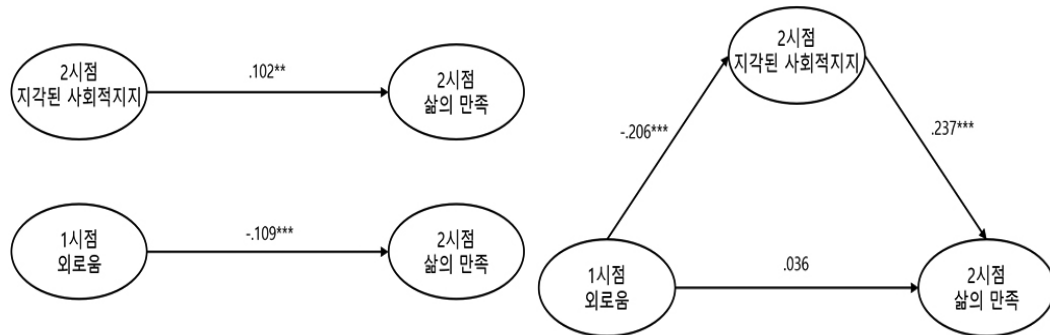 2시점
지각된 사회적지지
.102**
2시점
삶의 만족
1시점
외로움
-.109***
2시점
삶의 만족
2시점
지각된 사회적지지
-.206***
.237***
1시점
외로움
.036
2시점
삶의 만족